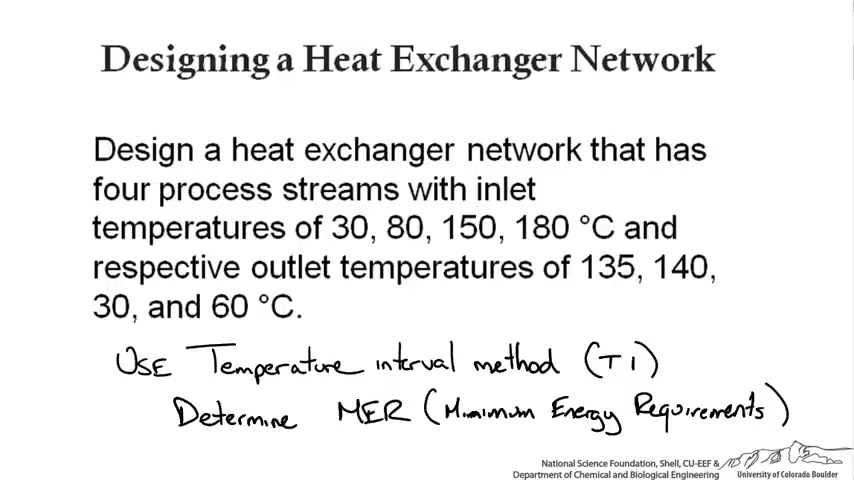 Designing a Heat Exchanger Network
Design a heat exchanger network that has
four process streams with inlet
temperatures of 30, 80, 150, 180 °C and
respective outlet temperatures of 135, 140,
30, and 60 °C.
USE Temperature interval method (TI)
Determine MER (Minimum Energy Requirements)
National Science Foundation, Shell, CU-EEF &
Department of Chemical and Biological Engineering
University of Colorado Boulder